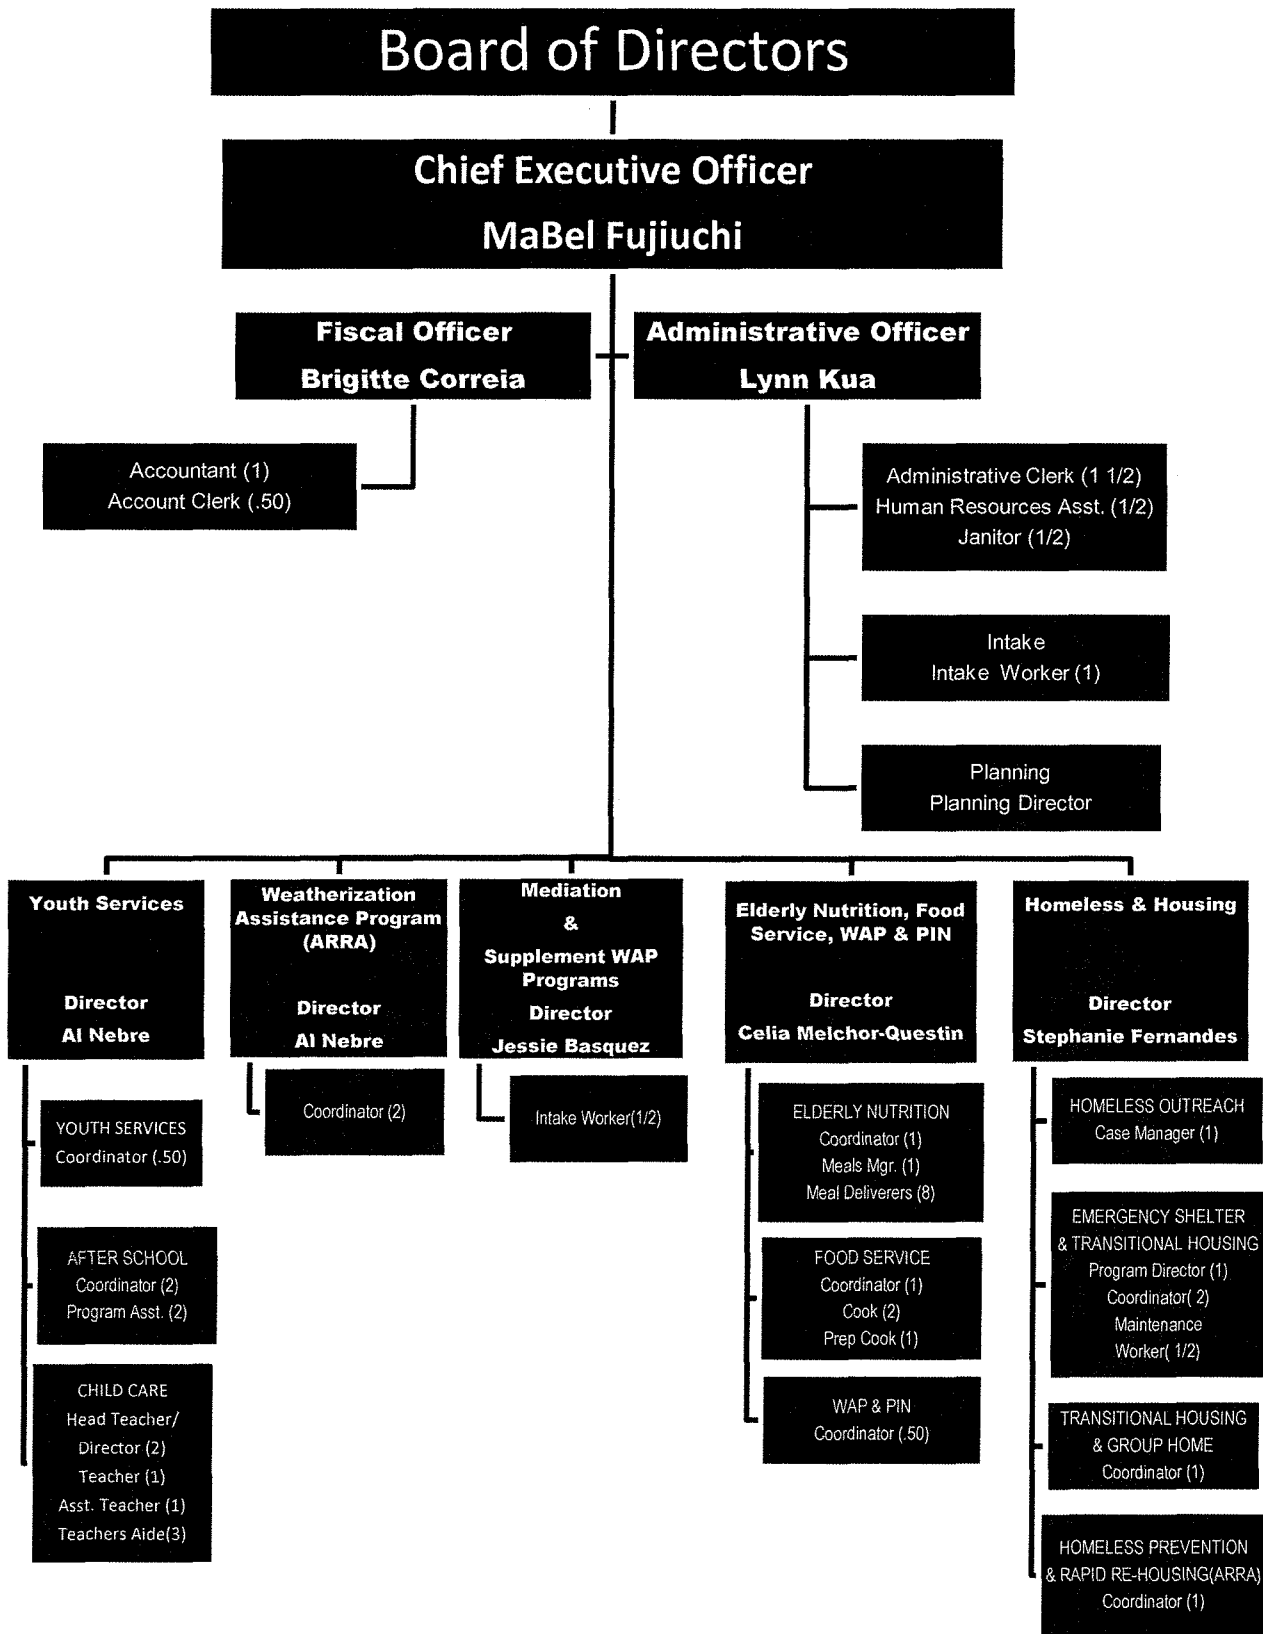 Board of Directors
Chief Executive Officer
MaBel Fujiuchi
Fiscal Officer
Brigitte Correia
Administrative Officer
Lynn Kua
Accountant (1)
Account Clerk (.50)
Administrative Clerk (1 1/2)
Human Resources Asst. (1/2)
Janitor (1/2)
Intake
Intake Worker (1)
Planning
Planning Director
Youth Services
Director
Al Nebre
Weatherization
Assistance Program
(ARRA)
Director
Al Nebre
Mediation
&
Supplement WAP
Programs
Director
Jessie Basquez
Elderly Nutrition, Food
Service, WAP & PIN
Director
Celia Melchor-Questin
Homeless & Housing
Director
Stephanie Fernandes
YOUTH SERVICES
Coordinator (.50)
AFTER SCHOOL
Coordinator (2)
Program Asst. (2)
CHILD CARE
Head Teacher/
Director (2)
Teacher (1)
Asst. Teacher (1)
Teachers Aide(3)
Coordinator (2)
Intake Worker(1/2)
ELDERLY NUTRITION
Coordinator (1)
Meals Mgr. (1)
Meal Deliverers (8)
FOOD SERVICE
Coordinator (1)
Cook (2)
Prep Cook (1)
WAP & PIN
Coordinator (.50)
HOMELESS OUTREACH
Case Manager (1)
EMERGENCY SHELTER
& TRANSITIONAL HOUSING
Program Director (1)
Coordinator( 2)
Maintenance
Worker( 1/2)
TRANSITIONAL HOUSING
& GROUP HOME
Coordinator (1)
HOMELESS PREVENTION
& RAPID RE-HOUSING(ARRA)
Coordinator (1)